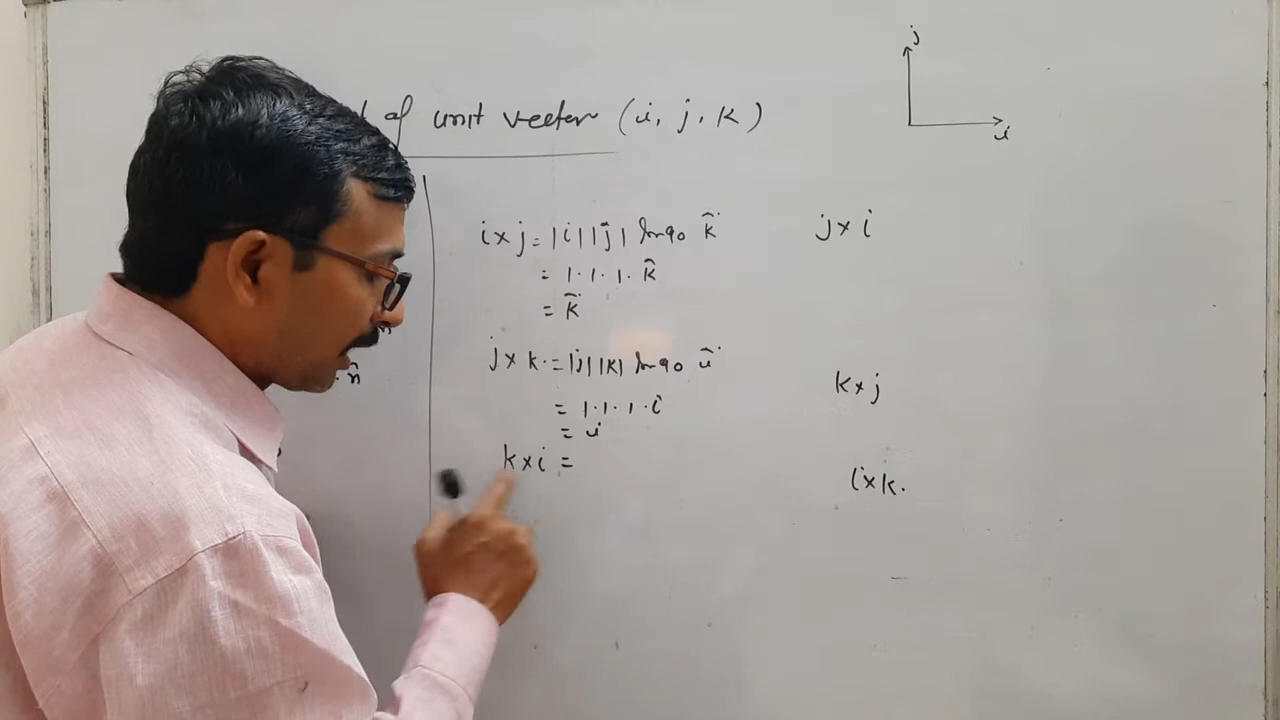 of unit vector (i, j, k)
j
i
i × j = |i| |j| sin 90 k̂
= 1 · 1 · 1 · k̂
= k̂
j × i
j × k · = |j| |k| sin 90 î
= 1 · 1 · 1 · i
= i
k × j
k × i =
i × k ·
n̂